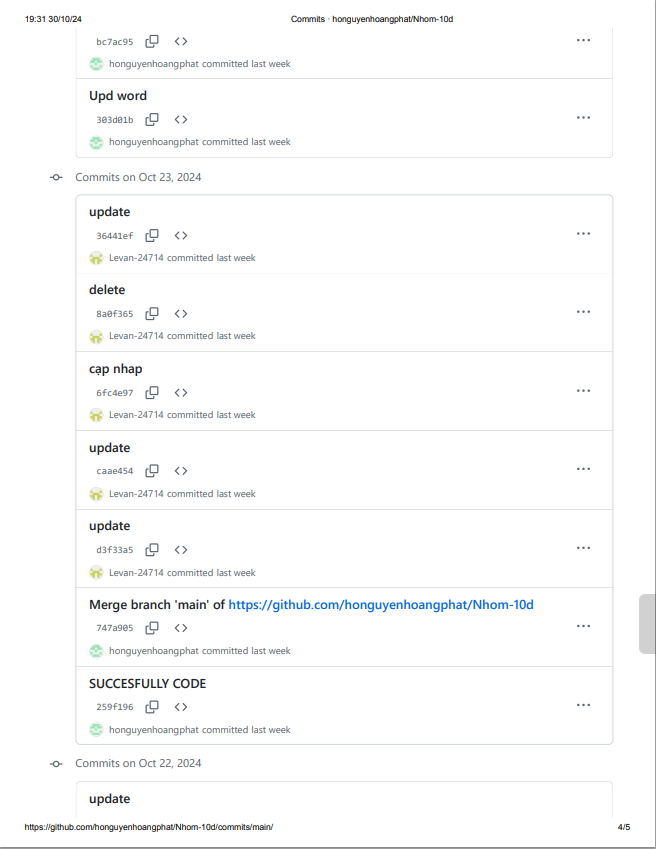 19:31 30/10/24
Commits · honguyenhoangphat/Nhom-10d
bc7ac95
honguyenhoangphat committed last week
Upd word
303d01b
honguyenhoangphat committed last week
Commits on Oct 23, 2024
update
36441ef
Levan-24714 committed last week
delete
8a0f365
Levan-24714 committed last week
cạp nhap
6fc4e97
Levan-24714 committed last week
update
caae454
Levan-24714 committed last week
update
d3f33a5
Levan-24714 committed last week
Merge branch 'main' of https://github.com/honguyenhoangphat/Nhom-10d
747a905
honguyenhoangphat committed last week
SUCCESFULLY CODE
259f196
honguyenhoangphat committed last week
Commits on Oct 22, 2024
update
https://github.com/honguyenhoangphat/Nhom-10d/commits/main/
4/5